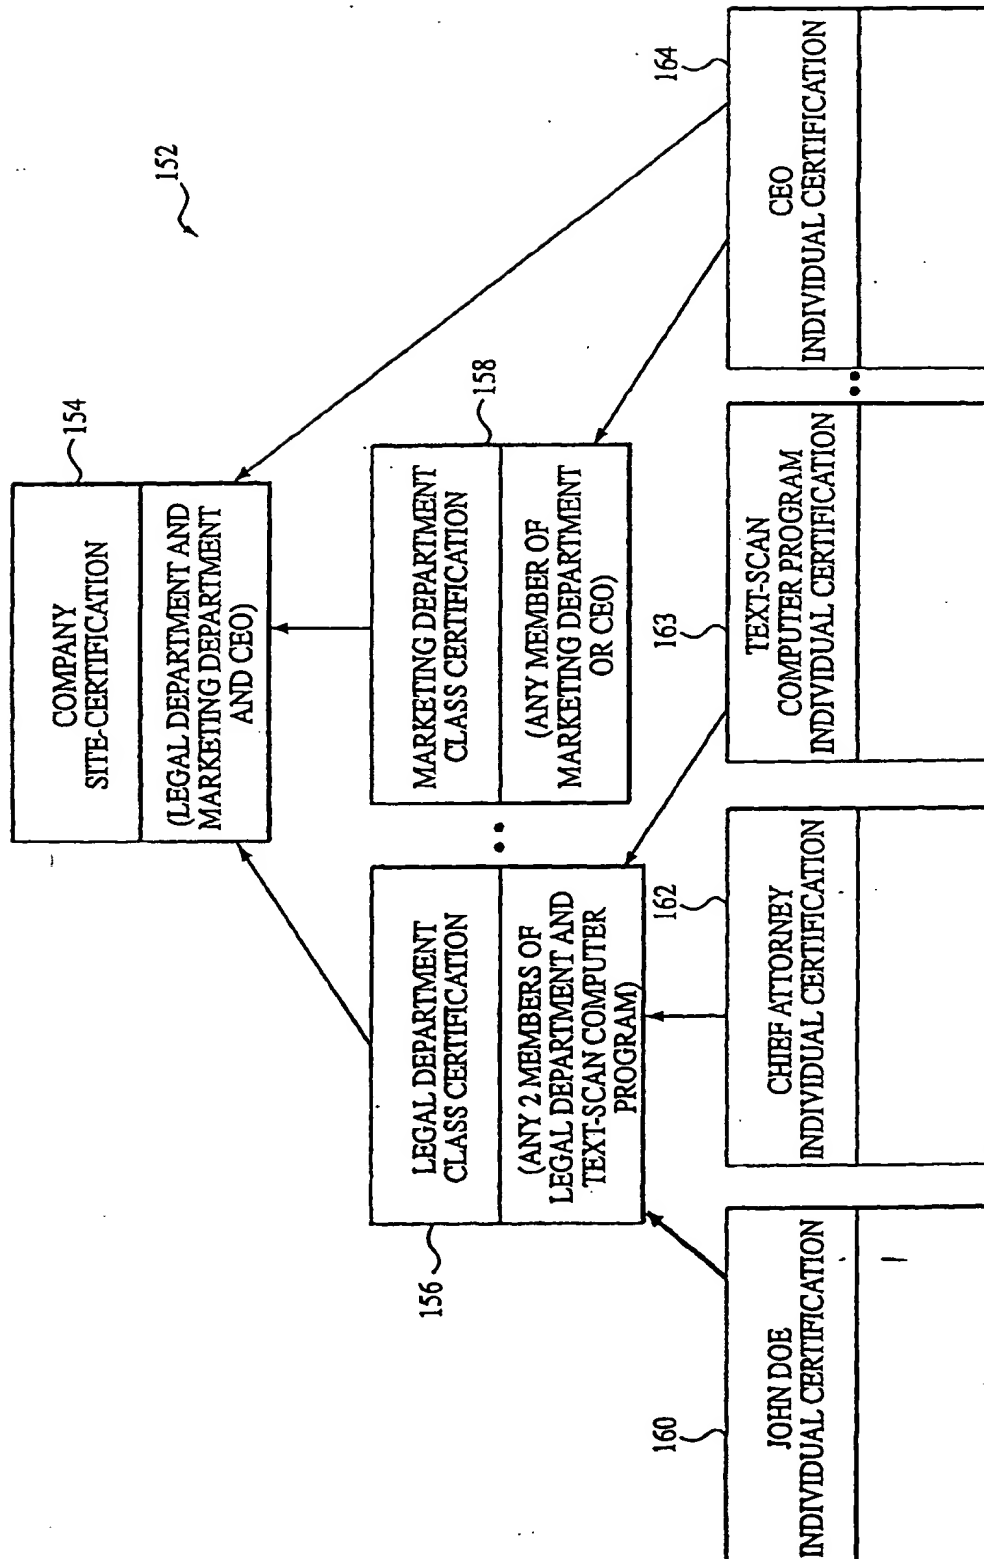 152
154
COMPANY
SITE-CERTIFICATION
(LEGAL DEPARTMENT AND
MARKETING DEPARTMENT
AND CEO)
156
LEGAL DEPARTMENT
CLASS CERTIFICATION
(ANY 2 MEMBERS OF
LEGAL DEPARTMENT AND
TEXT-SCAN COMPUTER
PROGRAM)
158
MARKETING DEPARTMENT
CLASS CERTIFICATION
(ANY MEMBER OF
MARKETING DEPARTMENT
OR CEO)
160
JOHN DOE
INDIVIDUAL CERTIFICATION
162
CHIEF ATTORNEY
INDIVIDUAL CERTIFICATION
163
TEXT-SCAN
COMPUTER PROGRAM
INDIVIDUAL CERTIFICATION
164
CEO
INDIVIDUAL CERTIFICATION